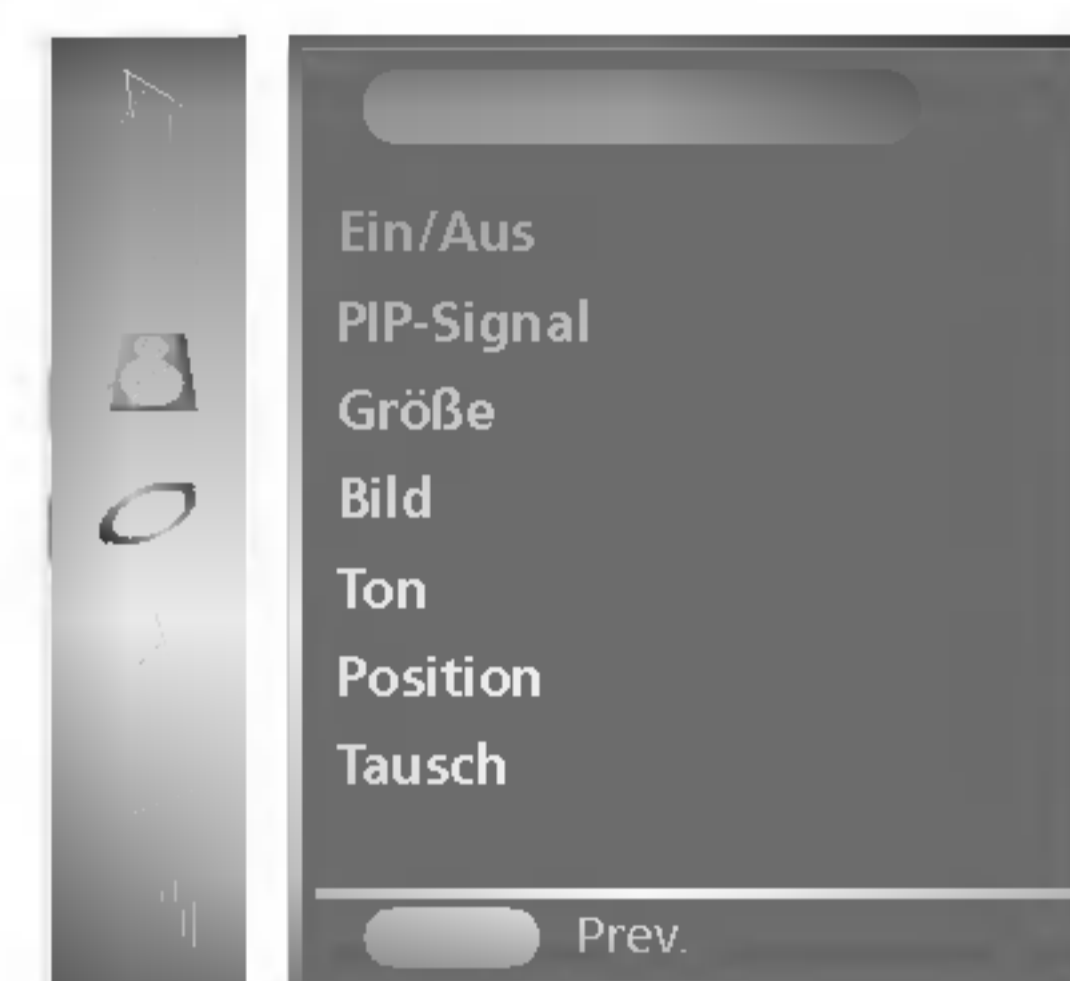 Ein/Aus
PIP-Signal
Größe
Bild
Ton
Position
Tausch
Prev.